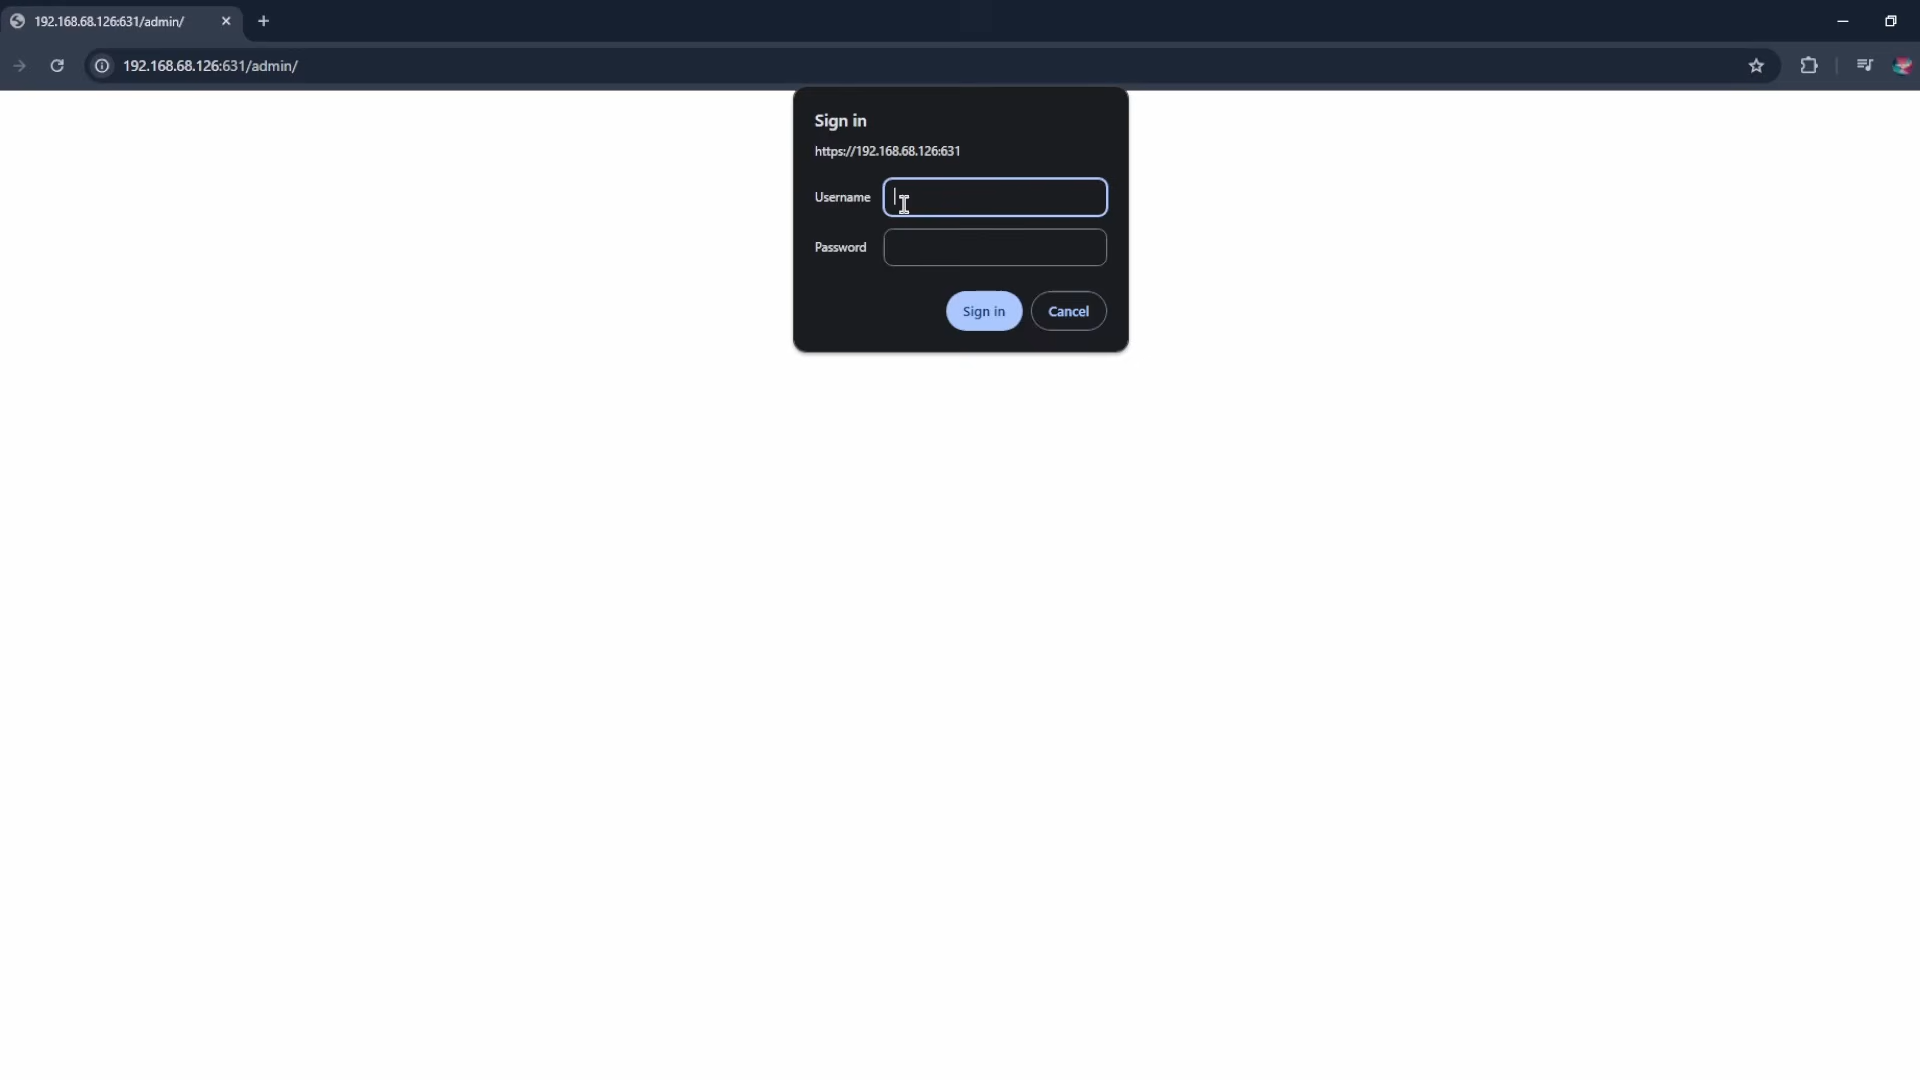 192.168.68.126:631/admin/
192.168.68.126:631/admin/
Sign in
https://192.168.68.126:631
Username
Password
Sign in
Cancel